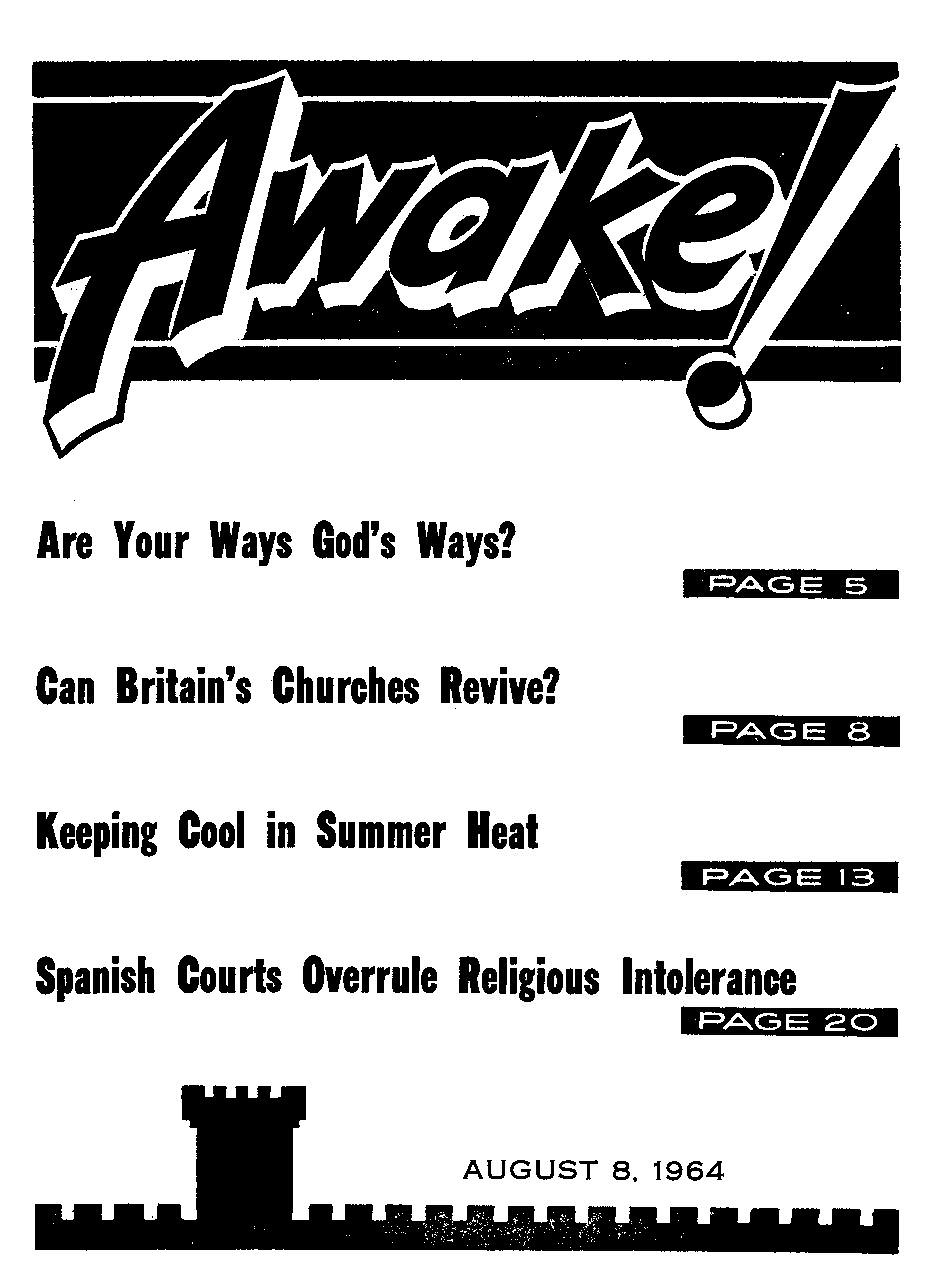 Awake!
Are Your Ways God's Ways?
PAGE 5
Can Britain's Churches Revive?
PAGE 8
Keeping Cool in Summer Heat
PAGE 13
Spanish Courts Overrule Religious Intolerance
PAGE 20
AUGUST 8, 1964